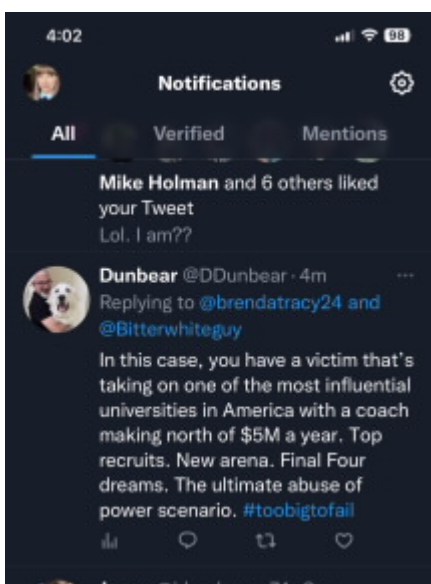 4:02
98
Notifications
All Verified Mentions
Mike Holman and 6 others liked
your Tweet
Lol. I am??
Dunbear @DDunbear · 4m
Replying to @brendatracy24 and
@Bitterwhiteguy
In this case, you have a victim that's
taking on one of the most influential
universities in America with a coach
making north of $5M a year. Top
recruits. New arena. Final Four
dreams. The ultimate abuse of
power scenario. #toobigtofail